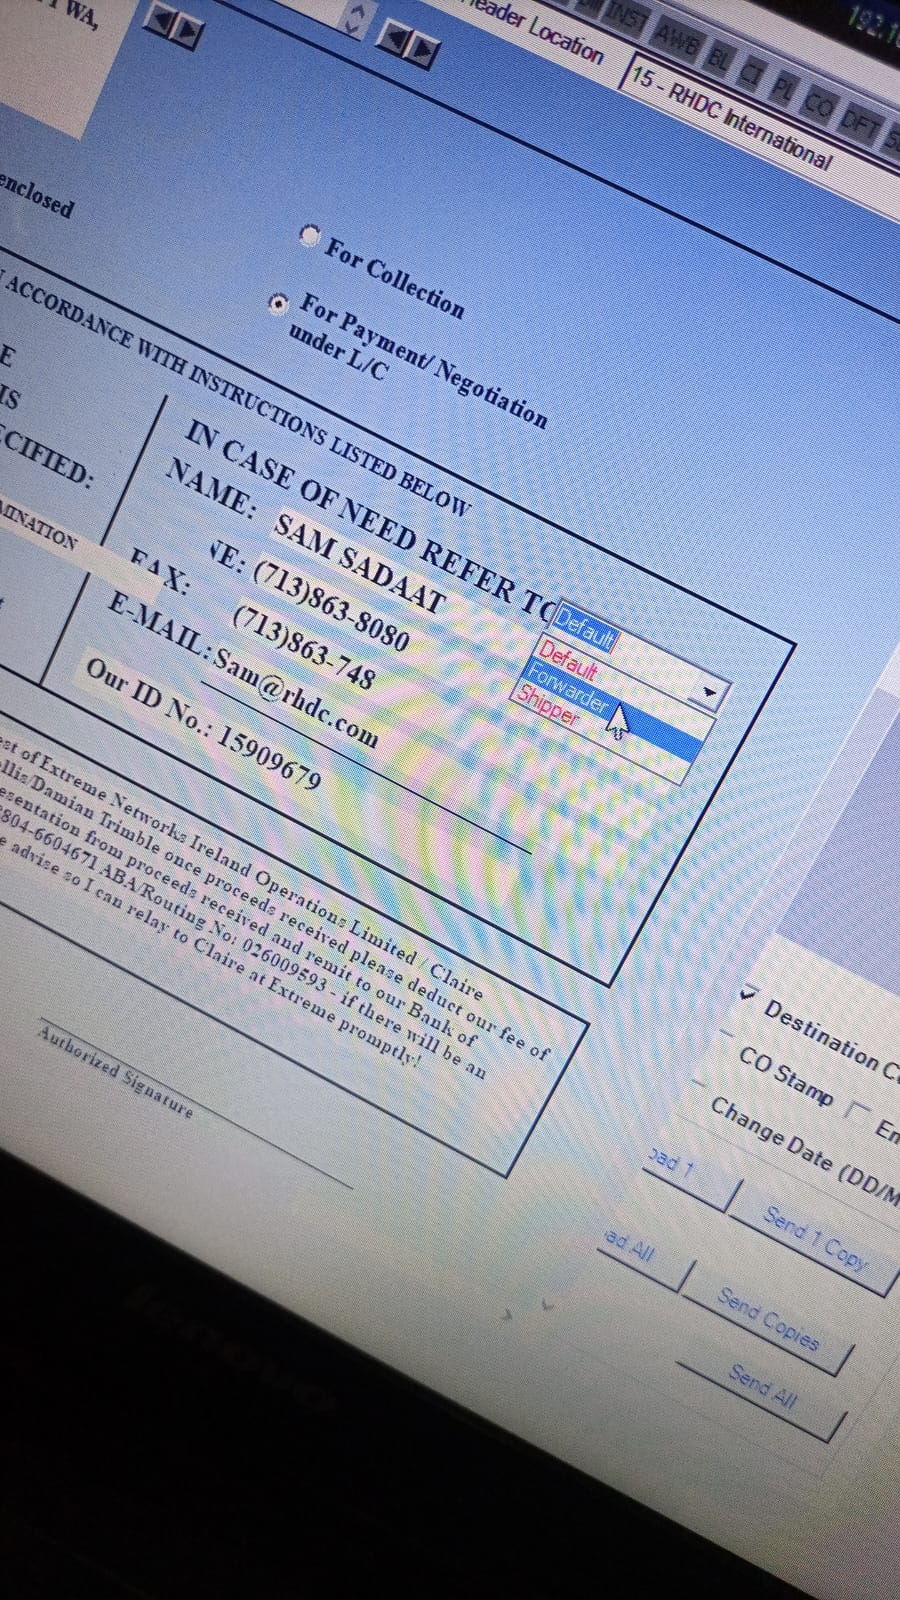 T WA,
eader Location
15 - RHDC International
INST AWB BL CI PL CO DFT
192.16
enclosed
For Collection
For Payment/ Negotiation
under L/C
ACCORDANCE WITH INSTRUCTIONS LISTED BELOW
E
IS
ECIFIED:
MINATION
IN CASE OF NEED REFER TO
NAME: SAM SADAAT
NE: (713)863-8080
FAX: (713)863-748
E-MAIL: Sam@rhdc.com
Our ID No.: 15909679
Default
Default
Forwarder
Shipper
est of Extreme Networks Ireland Operations Limited / Claire
llis/Damian Trimble once proceeds received please deduct our fee of
esentation from proceeds received and remit to our Bank of
804-6604671 ABA/Routing No: 026009593 - if there will be an
e advise so I can relay to Claire at Extreme promptly!
Authorized Signature
Destination C
CO Stamp En
Change Date (DD/M
oad 1
Send 1 Copy
ad All
Send Copies
Send All
lenovo